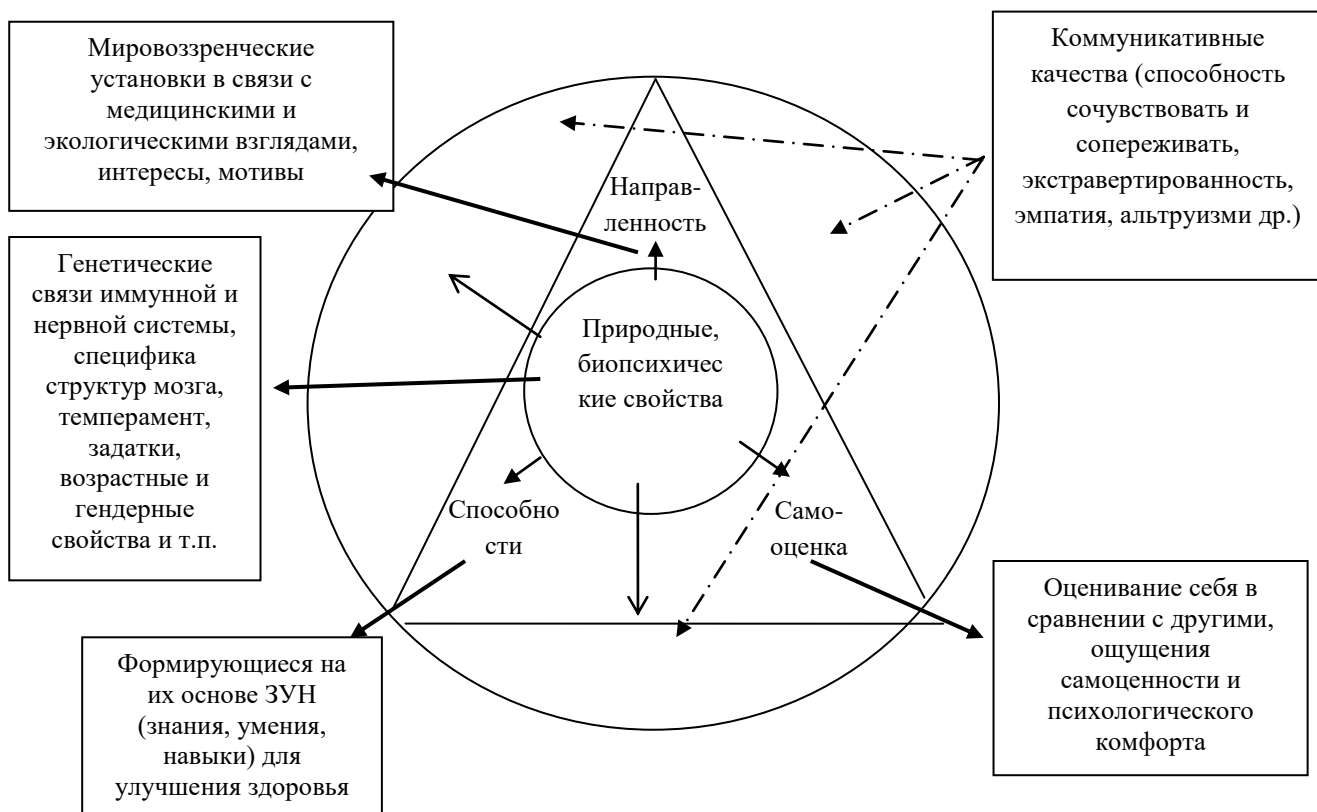 Мировоззренческие
установки в связи с
медицинскими и
экологическими взглядами,
интересы, мотивы
Коммуникативные
качества (способность
сочувствовать и
сопереживать,
экстравертированность,
эмпатия, альтруизми др.)
Направ-
ленность
Генетические
связи иммунной и
нервной системы,
специфика
структур мозга,
темперамент,
задатки,
возрастные и
гендерные
свойства и т.п.
Природные,
биопсихичес
кие свойства
Способно
сти
Само-
оценка
Формирующиеся на
их основе ЗУН
(знания, умения,
навыки) для
улучшения здоровья
Оценивание себя в
сравнении с другими,
ощущения
самоценности и
психологического
комфорта